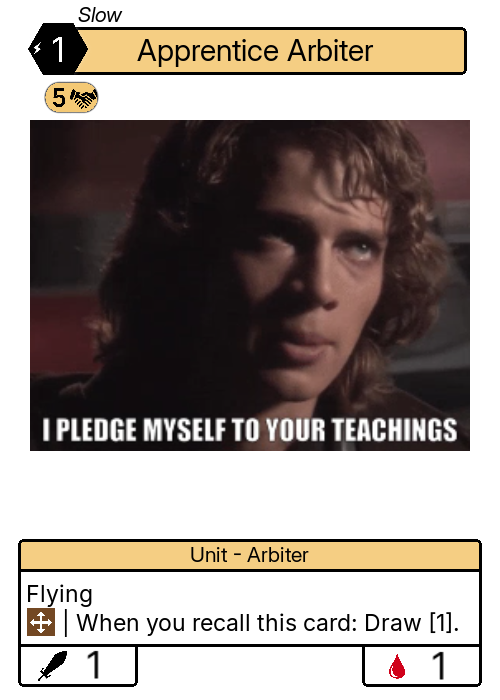 Slow
1
Apprentice Arbiter
5
I PLEDGE MYSELF TO YOUR TEACHINGS
Unit - Arbiter
Flying
| When you recall this card: Draw [1].
1
1